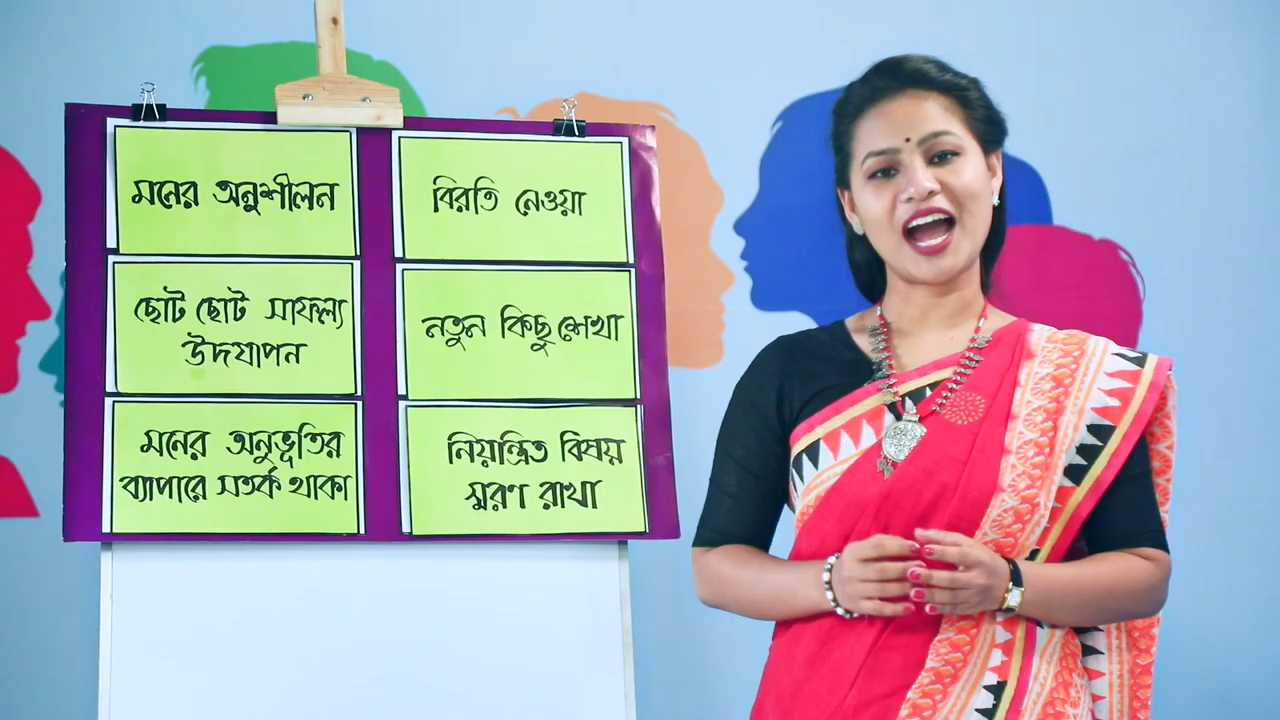 মনের অনুশীলন
বিরতি নেওয়া
ছোট ছোট সাফল্য
উদযাপন
নতুন কিছু শেখা
মনের অনুভূতির
ব্যাপারে সতর্ক থাকা
নিয়ন্ত্রিত বিষয়
স্মরণ রাখা